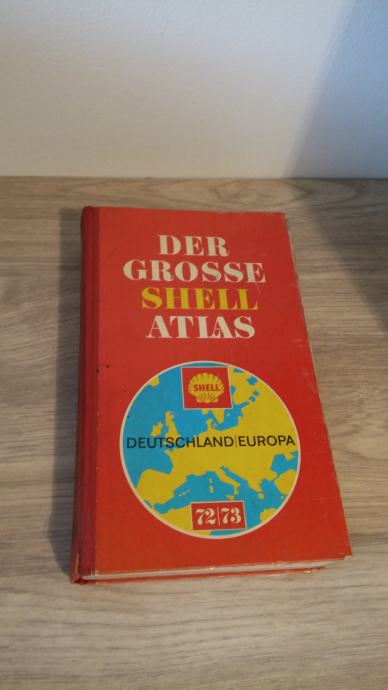 DER
GROSSE
SHELL
ATLAS
SHELL
DEUTSCHLAND|EUROPA
72|73